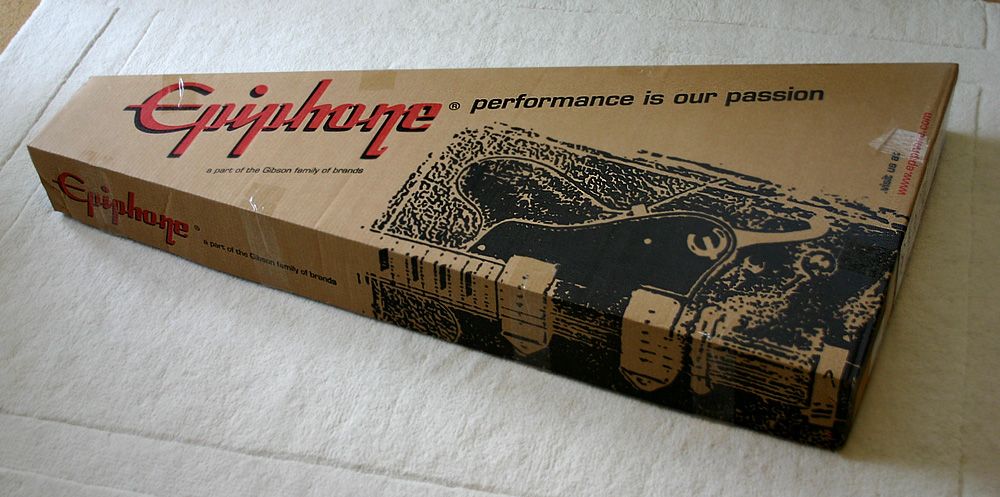 Epiphone® performance is our passion
a part of the Gibson family of brands
Epiphone®
a part of the Gibson family of brands